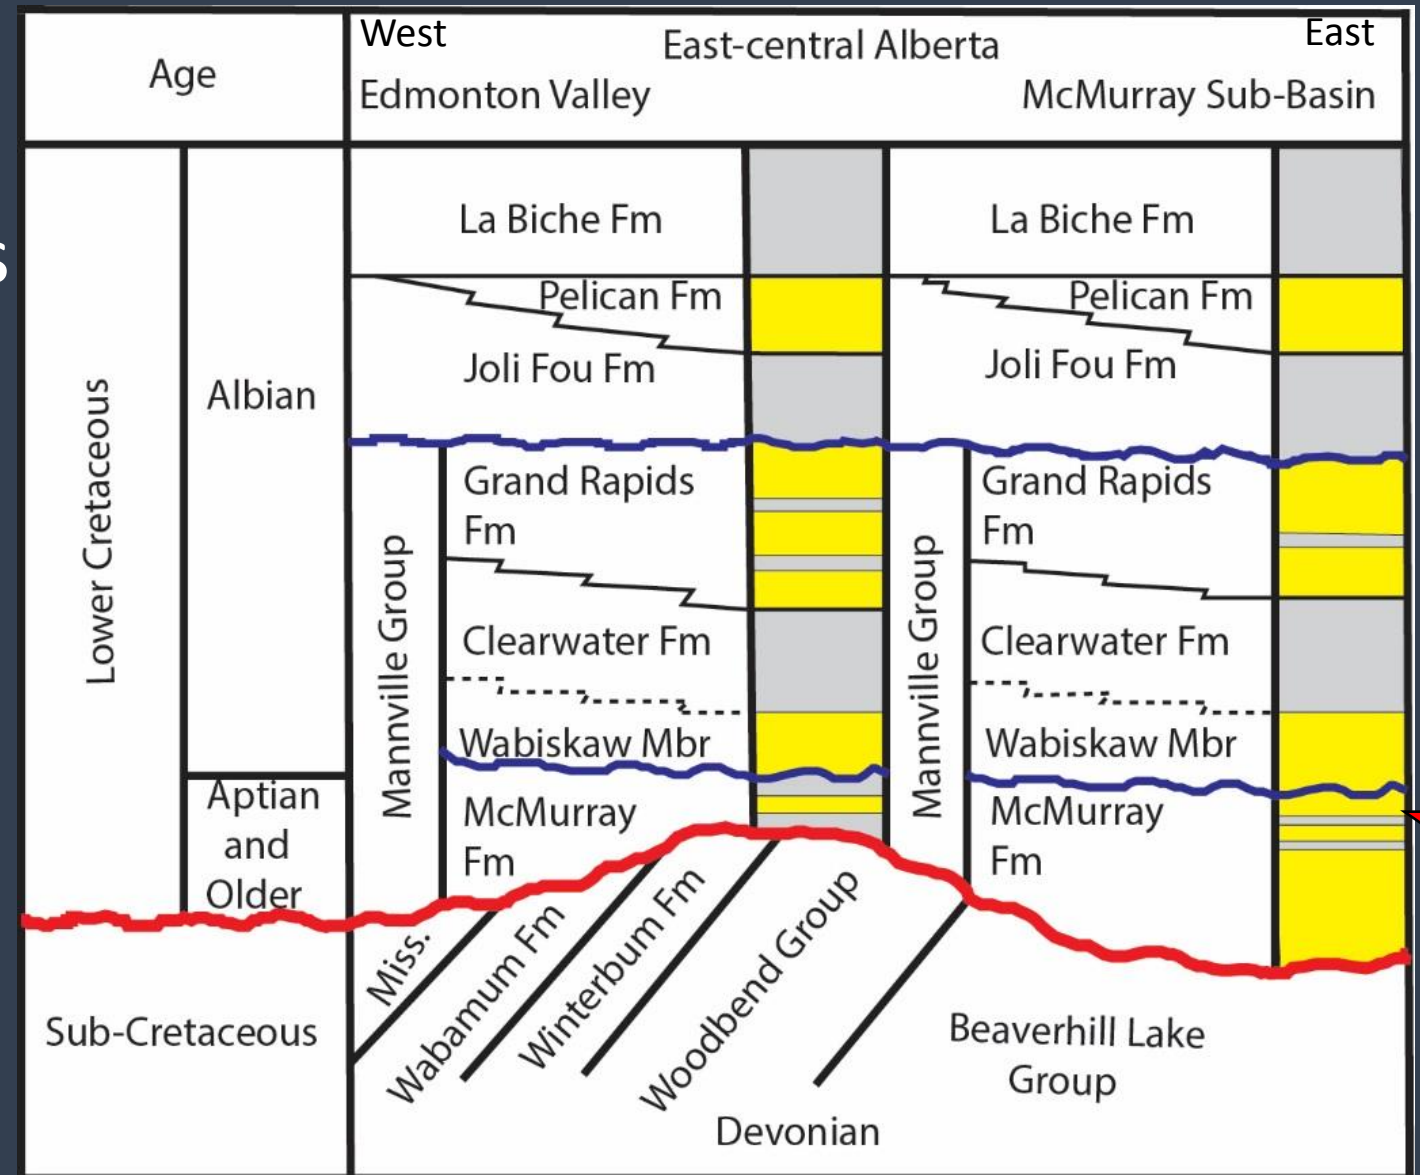 West
East-central Alberta
East
Age
Edmonton Valley
McMurray Sub-Basin
s
Lower Cretaceous
Albian
Aptian
and
Older
Sub-Cretaceous
La Biche Fm
Pelican Fm
Joli Fou Fm
Mannville Group
Grand Rapids
Fm
Clearwater Fm
Wabiskaw Mbr
McMurray
Fm
La Biche Fm
Pelican Fm
Joli Fou Fm
Mannville Group
Grand Rapids
Fm
Clearwater Fm
Wabiskaw Mbr
McMurray
Fm
Miss.
Wabamum Fm
Winterbum Fm
Woodbend Group
Beaverhill Lake
Group
Devonian